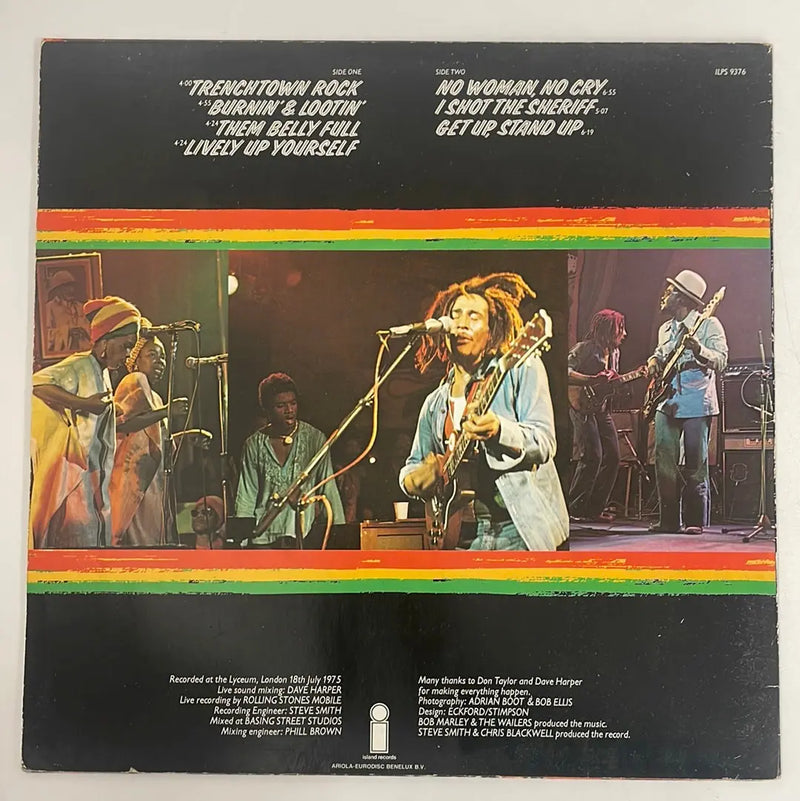 SIDE ONE
4·00 TRENCHTOWN ROCK
4·55 BURNIN' & LOOTIN'
4·24 THEM BELLY FULL
4·24 LIVELY UP YOURSELF
SIDE TWO
NO WOMAN, NO CRY 6·55
I SHOT THE SHERIFF 5·07
GET UP, STAND UP 6·19
ILPS 9376
Recorded at the Lyceum, London 18th July 1975
Live sound mixing: DAVE HARPER
Live recording by ROLLING STONES MOBILE
Recording Engineer: STEVE SMITH
Mixed at BASING STREET STUDIOS
Mixing engineer: PHILL BROWN
Many thanks to Don Taylor and Dave Harper
for making everything happen.
Photography: ADRIAN BOOT & BOB ELLIS
Design: ECKFORD/STIMPSON
BOB MARLEY & THE WAILERS produced the music.
STEVE SMITH & CHRIS BLACKWELL produced the record.
island records
ARIOLA-EURODISC BENELUX B.V.